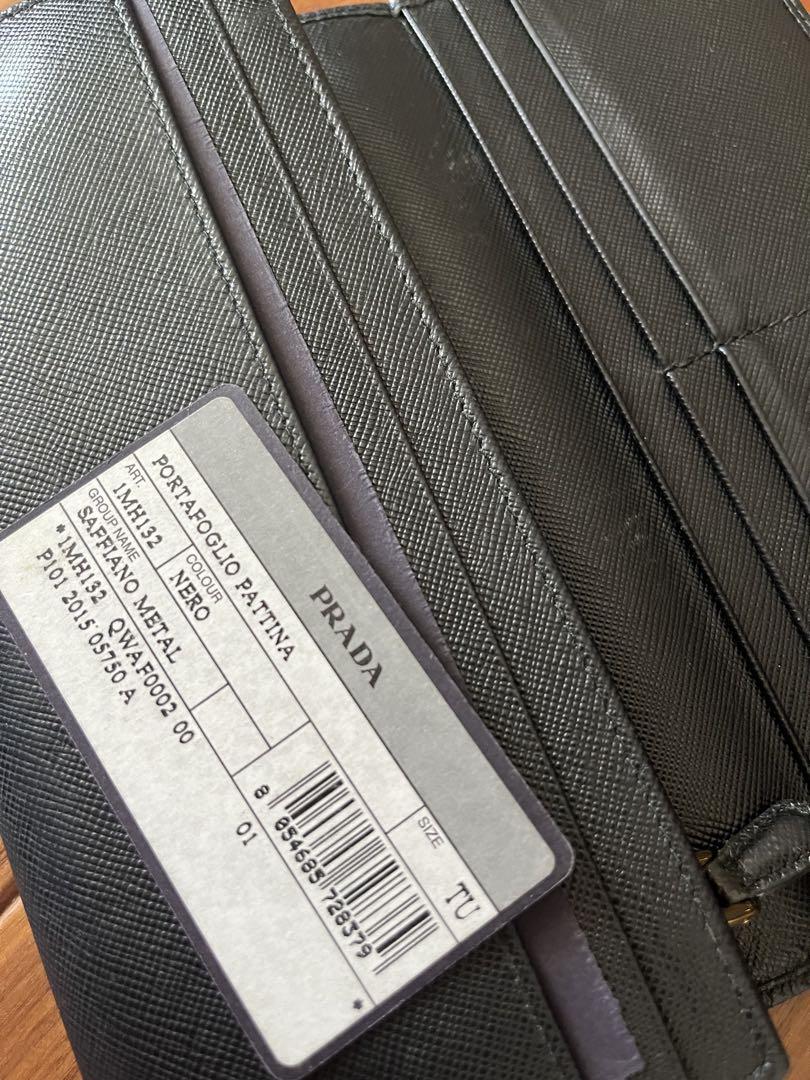 PRADA
PORTAFOGLIO PATTINA
SIZE
TU
ART.
1MH132
COLOUR
NERO
GROUP NAME
SAFFIANO METAL
*1MH132 QWA F0002 00
P101 2015 05750 A
8 854685 728379
01
*